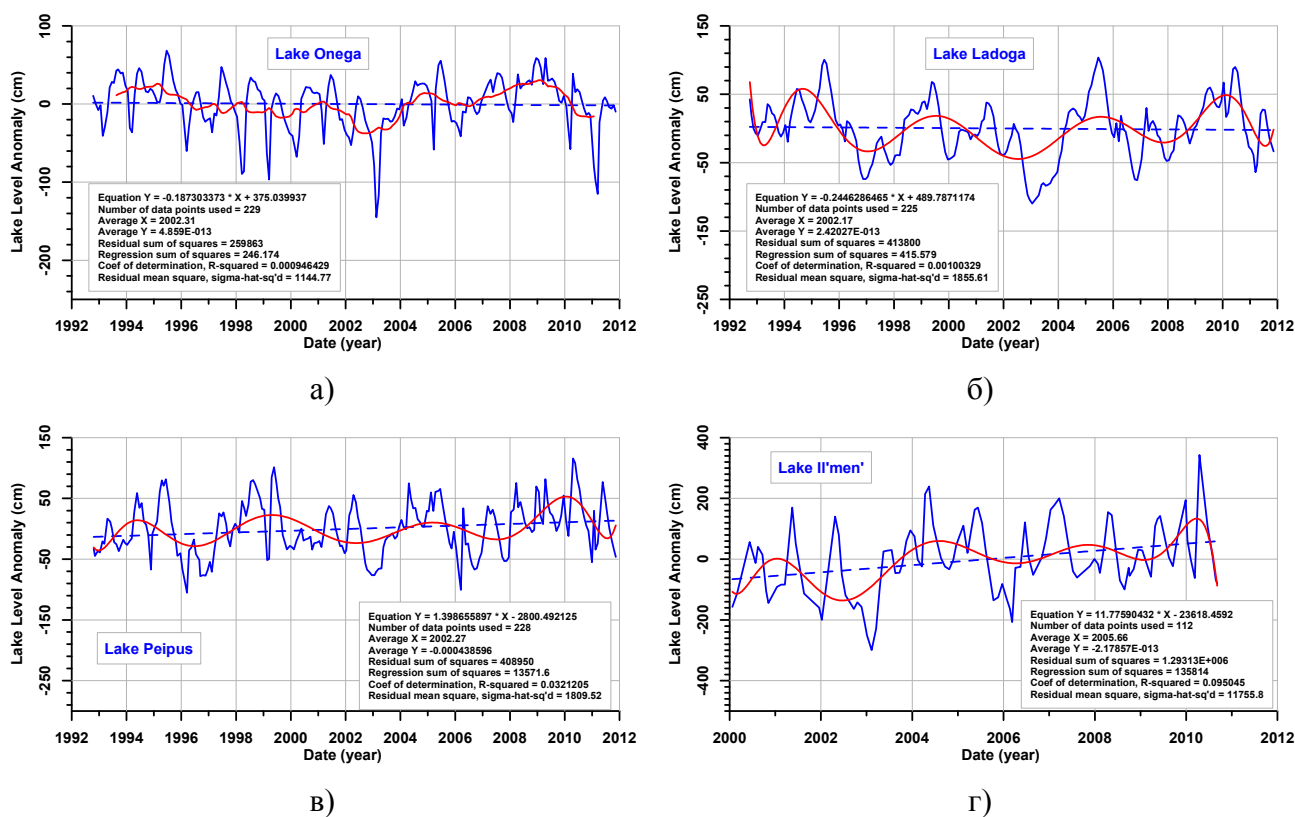 Lake Level Anomaly (cm)
100
0
-100
-200
Lake Onega
Equation Y = -0.187303373 * X + 375.039937
Number of data points used = 229
Average X = 2002.31
Average Y = 4.859E-013
Residual sum of squares = 259863
Regression sum of squares = 246.174
Coef of determination, R-squared = 0.000946429
Residual mean square, sigma-hat-sq'd = 1144.77
1992 1994 1996 1998 2000 2002 2004 2006 2008 2010 2012
Date (year)
а)
Lake Level Anomaly (cm)
150
50
-50
-150
-250
Lake Ladoga
Equation Y = -0.2446286465 * X + 489.7871174
Number of data points used = 225
Average X = 2002.17
Average Y = 2.42027E-013
Residual sum of squares = 413800
Regression sum of squares = 415.579
Coef of determination, R-squared = 0.00100329
Residual mean square, sigma-hat-sq'd = 1855.61
1992 1994 1996 1998 2000 2002 2004 2006 2008 2010 2012
Date (year)
б)
Lake Level Anomaly (cm)
150
50
-50
-150
-250
Lake Peipus
Equation Y = 1.398655897 * X - 2800.492125
Number of data points used = 228
Average X = 2002.27
Average Y = -0.000438596
Residual sum of squares = 408950
Regression sum of squares = 13571.6
Coef of determination, R-squared = 0.0321205
Residual mean square, sigma-hat-sq'd = 1809.52
1992 1994 1996 1998 2000 2002 2004 2006 2008 2010 2012
Date (year)
в)
Lake Level Anomaly (cm)
400
200
0
-200
-400
Lake Il'men'
Equation Y = 11.77590432 * X - 23618.4592
Number of data points used = 112
Average X = 2005.66
Average Y = -2.17857E-013
Residual sum of squares = 1.29313E+006
Regression sum of squares = 135814
Coef of determination, R-squared = 0.095045
Residual mean square, sigma-hat-sq'd = 11755.8
2000 2002 2004 2006 2008 2010 2012
Date (year)
г)